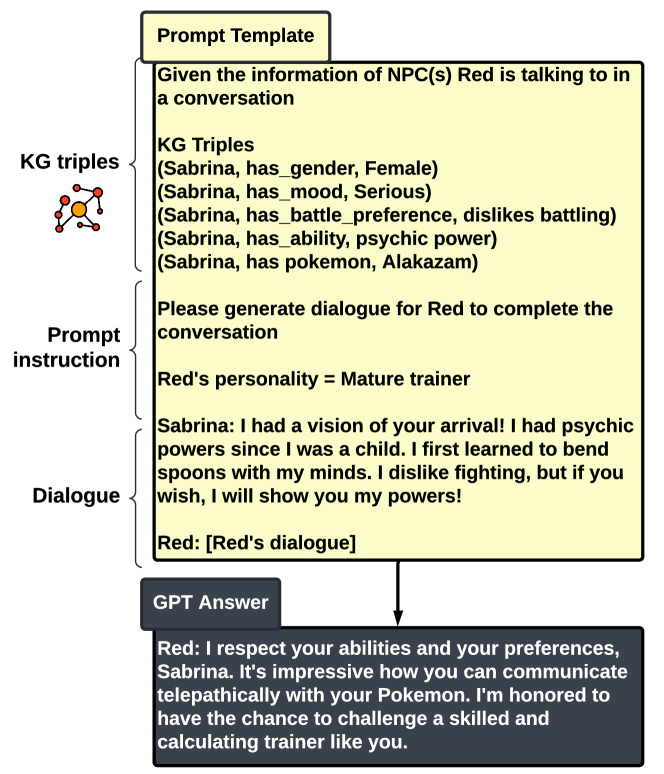 Prompt Template
Given the information of NPC(s) Red is talking to in
a conversation
KG triples
KG Triples
(Sabrina, has_gender, Female)
(Sabrina, has_mood, Serious)
(Sabrina, has_battle_preference, dislikes battling)
(Sabrina, has_ability, psychic power)
(Sabrina, has pokemon, Alakazam)
Prompt
instruction
Please generate dialogue for Red to complete the
conversation
Red's personality = Mature trainer
Dialogue
Sabrina: I had a vision of your arrival! I had psychic
powers since I was a child. I first learned to bend
spoons with my minds. I dislike fighting, but if you
wish, I will show you my powers!
Red: [Red's dialogue]
GPT Answer
Red: I respect your abilities and your preferences,
Sabrina. It's impressive how you can communicate
telepathically with your Pokemon. I'm honored to
have the chance to challenge a skilled and
calculating trainer like you.